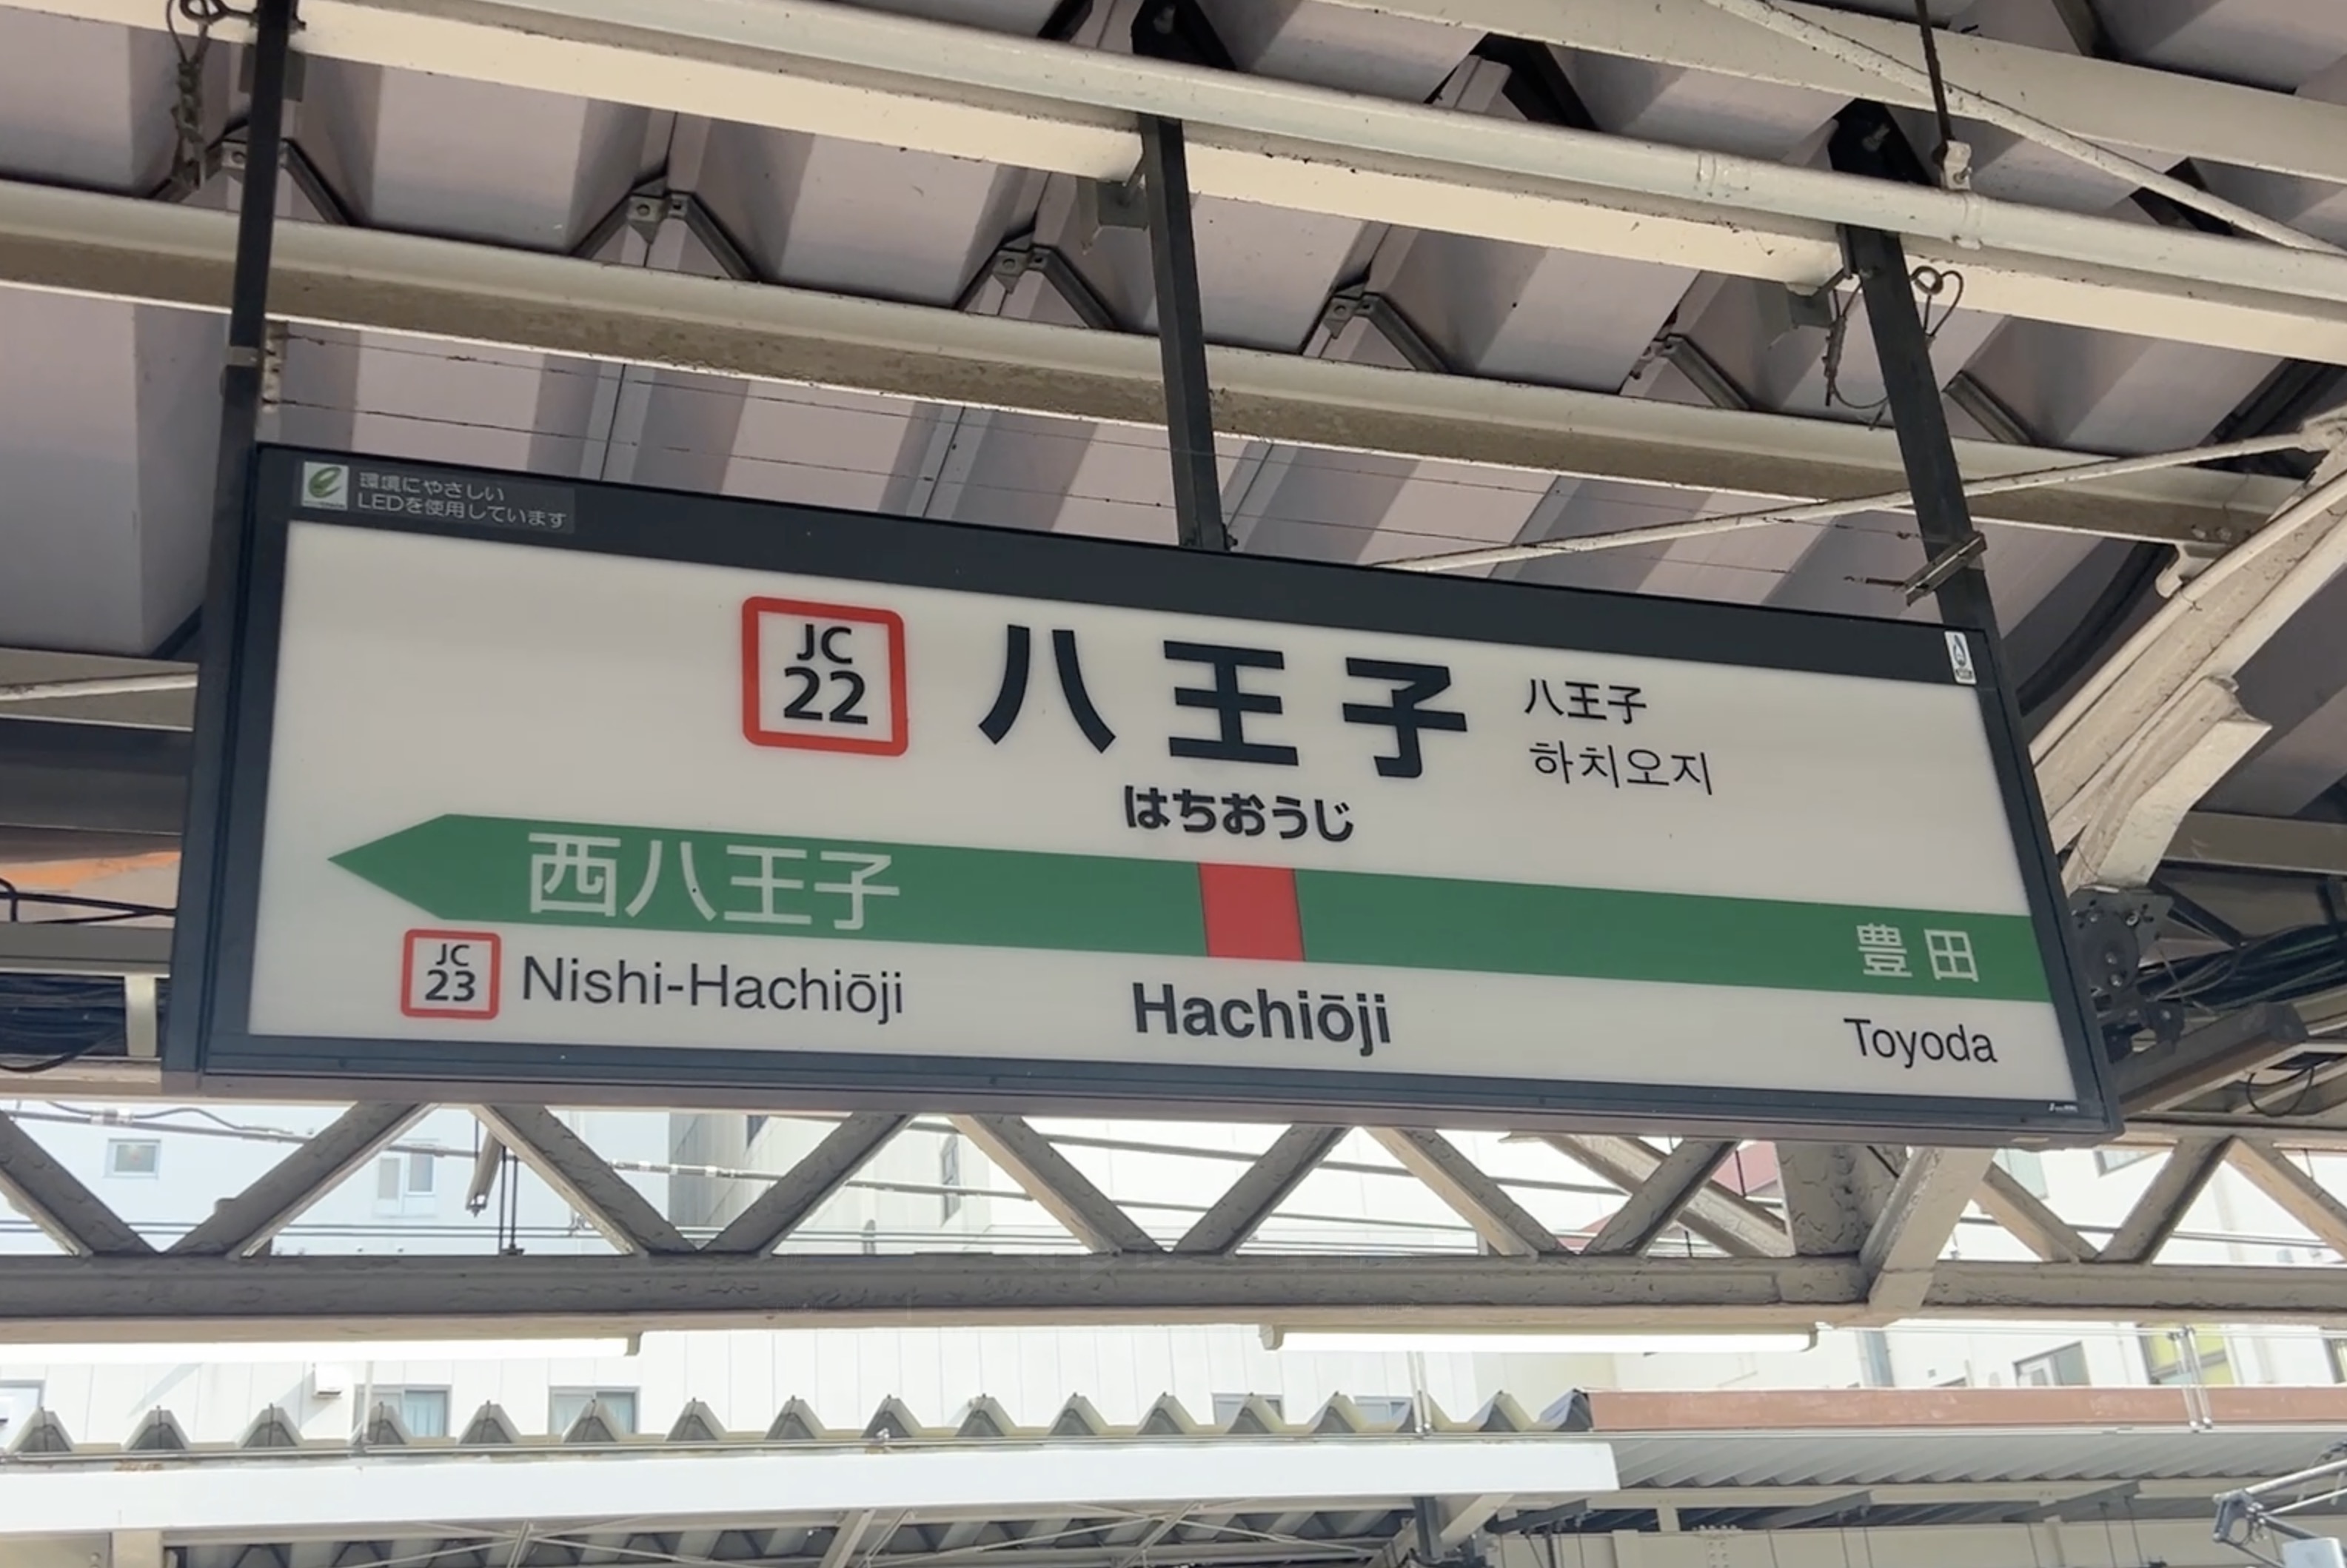 環境にやさしい
LEDを使用しています
JC
22
八王子
八王子
하치오지
はちおうじ
西八王子
豊田
JC
23
Nishi-Hachiōji
Hachiōji
Toyoda